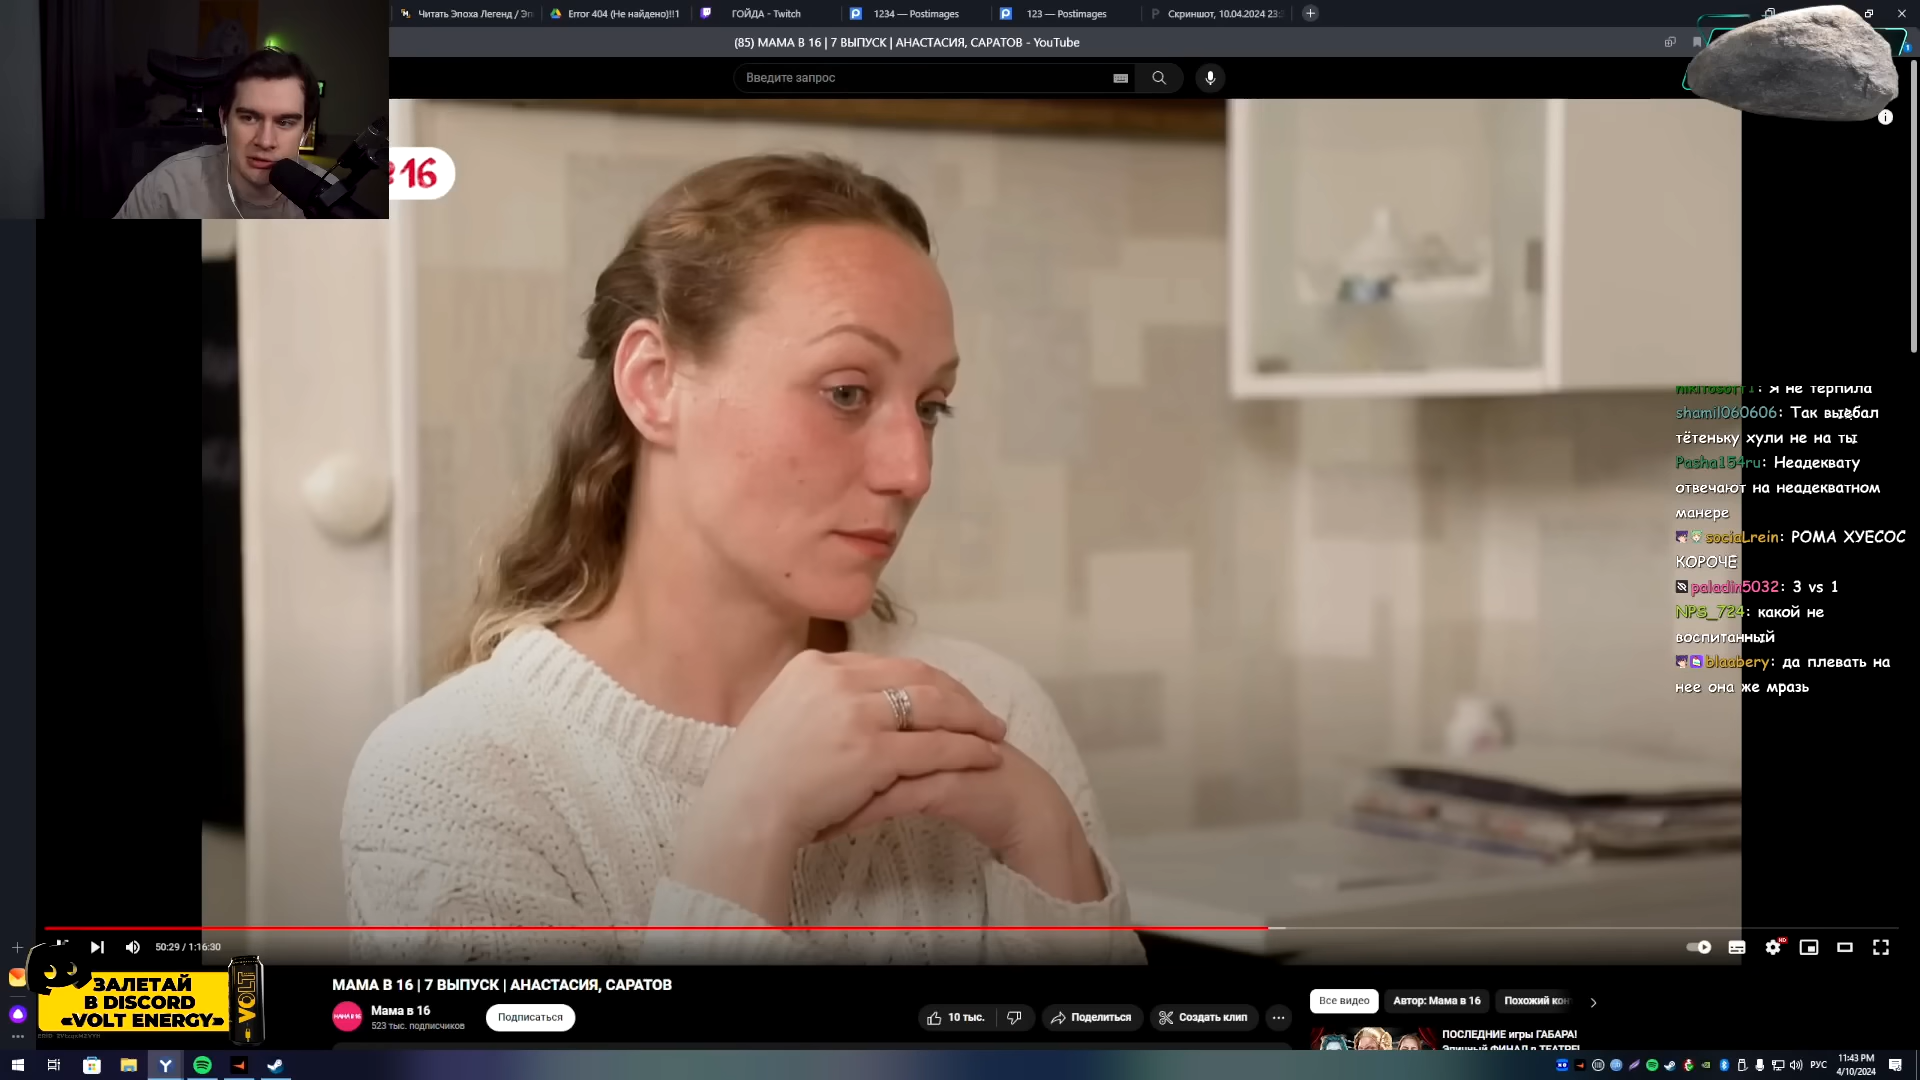 Читать Эпоха Легенд / Эп
Error 404 (Не найдено)!!1
ГОЙДА - Twitch
1234 — Postimages
123 — Postimages
Скриншот, 10.04.2024 23:
(85) МАМА В 16 | 7 ВЫПУСК | АНАСТАСИЯ, САРАТОВ - YouTube
Введите запрос
16
Я не терпила
shamil060606: Так выебал
тётеньку хули не на ты
Pasha154ru: Неадеквату
отвечают на неадекватном
манере
sociaLrein: РОМА ХУЕСОС
КОРОЧЕ
paladin5032: 3 vs 1
NPS_724: какой не
воспитанный
blaabery: да плевать на
нее она же мразь
50:29 / 1:16:30
ЗАЛЕТАЙ
В DISCORD
«VOLT ENERGY»
VOLT
МАМА В 16 | 7 ВЫПУСК | АНАСТАСИЯ, САРАТОВ
Мама в 16
523 тыс. подписчиков
Подписаться
10 тыс.
Поделиться
Создать клип
Все видео
Автор: Мама в 16
Похожий кон
ПОСЛЕДНИЕ игры ГАБАРА!
Эпичный ФИНАЛ в ТЕАТРЕ!
РУС
11:43 PM
4/10/2024